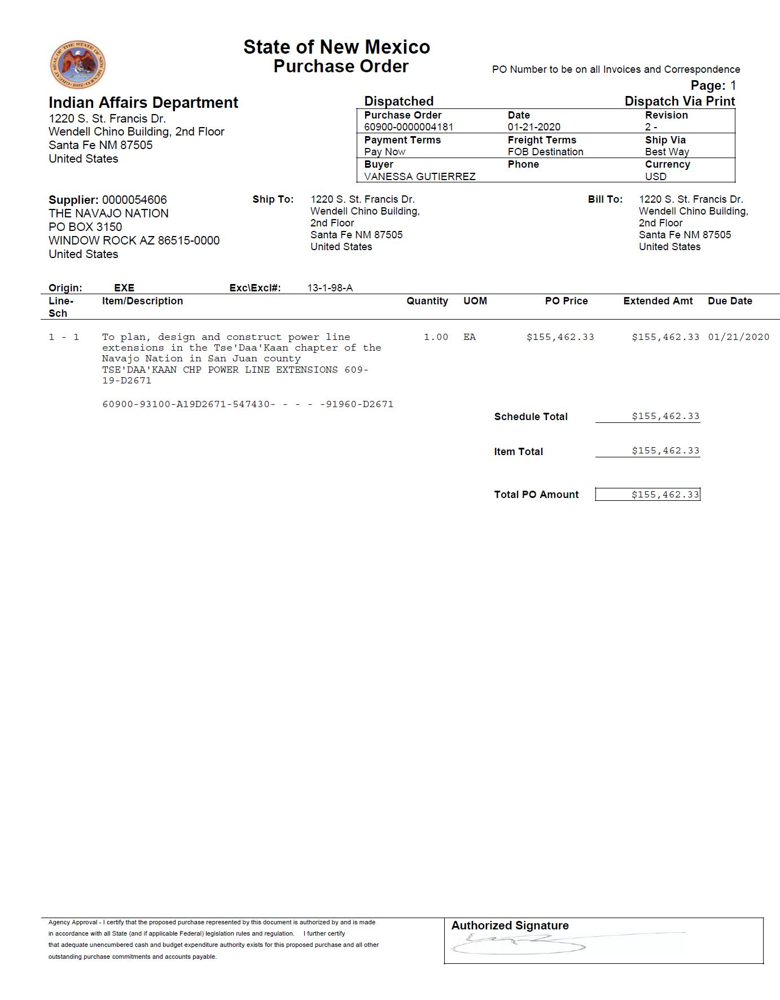 State of New Mexico
Purchase Order
PO Number to be on all Invoices and Correspondence
Page: 1
GREAT SEAL OF THE STATE OF NEW MEXICO
1912
Indian Affairs Department
1220 S. St. Francis Dr.
Wendell Chino Building, 2nd Floor
Santa Fe NM 87505
United States
Dispatched Dispatch Via Print
Purchase Order Date Revision
60900-0000004181 01-21-2020 2 -
Payment Terms Freight Terms Ship Via
Pay Now FOB Destination Best Way
Buyer Phone Currency
VANESSA GUTIERREZ USD
Supplier: 0000054606
THE NAVAJO NATION
PO BOX 3150
WINDOW ROCK AZ 86515-0000
United States
Ship To: 1220 S. St. Francis Dr.
Wendell Chino Building,
2nd Floor
Santa Fe NM 87505
United States
Bill To: 1220 S. St. Francis Dr.
Wendell Chino Building,
2nd Floor
Santa Fe NM 87505
United States
Origin: EXE Exc\Excl#: 13-1-98-A
Line- Item/Description Quantity UOM PO Price Extended Amt Due Date
Sch
1 - 1 To plan, design and construct power line 1.00 EA $155,462.33 $155,462.33 01/21/2020
extensions in the Tse'Daa'Kaan chapter of the
Navajo Nation in San Juan county
TSE'DAA'KAAN CHP POWER LINE EXTENSIONS 609-
19-D2671
60900-93100-A19D2671-547430- - - - -91960-D2671
Schedule Total $155,462.33
Item Total $155,462.33
Total PO Amount $155,462.33
Agency Approval - I certify that the proposed purchase represented by this document is authorized by and is made
in accordance with all State (and if applicable Federal) legislation rules and regulation. I further certify
that adequate unencumbered cash and budget expenditure authority exists for this proposed purchase and all other
outstanding purchase commitments and accounts payable.
Authorized Signature